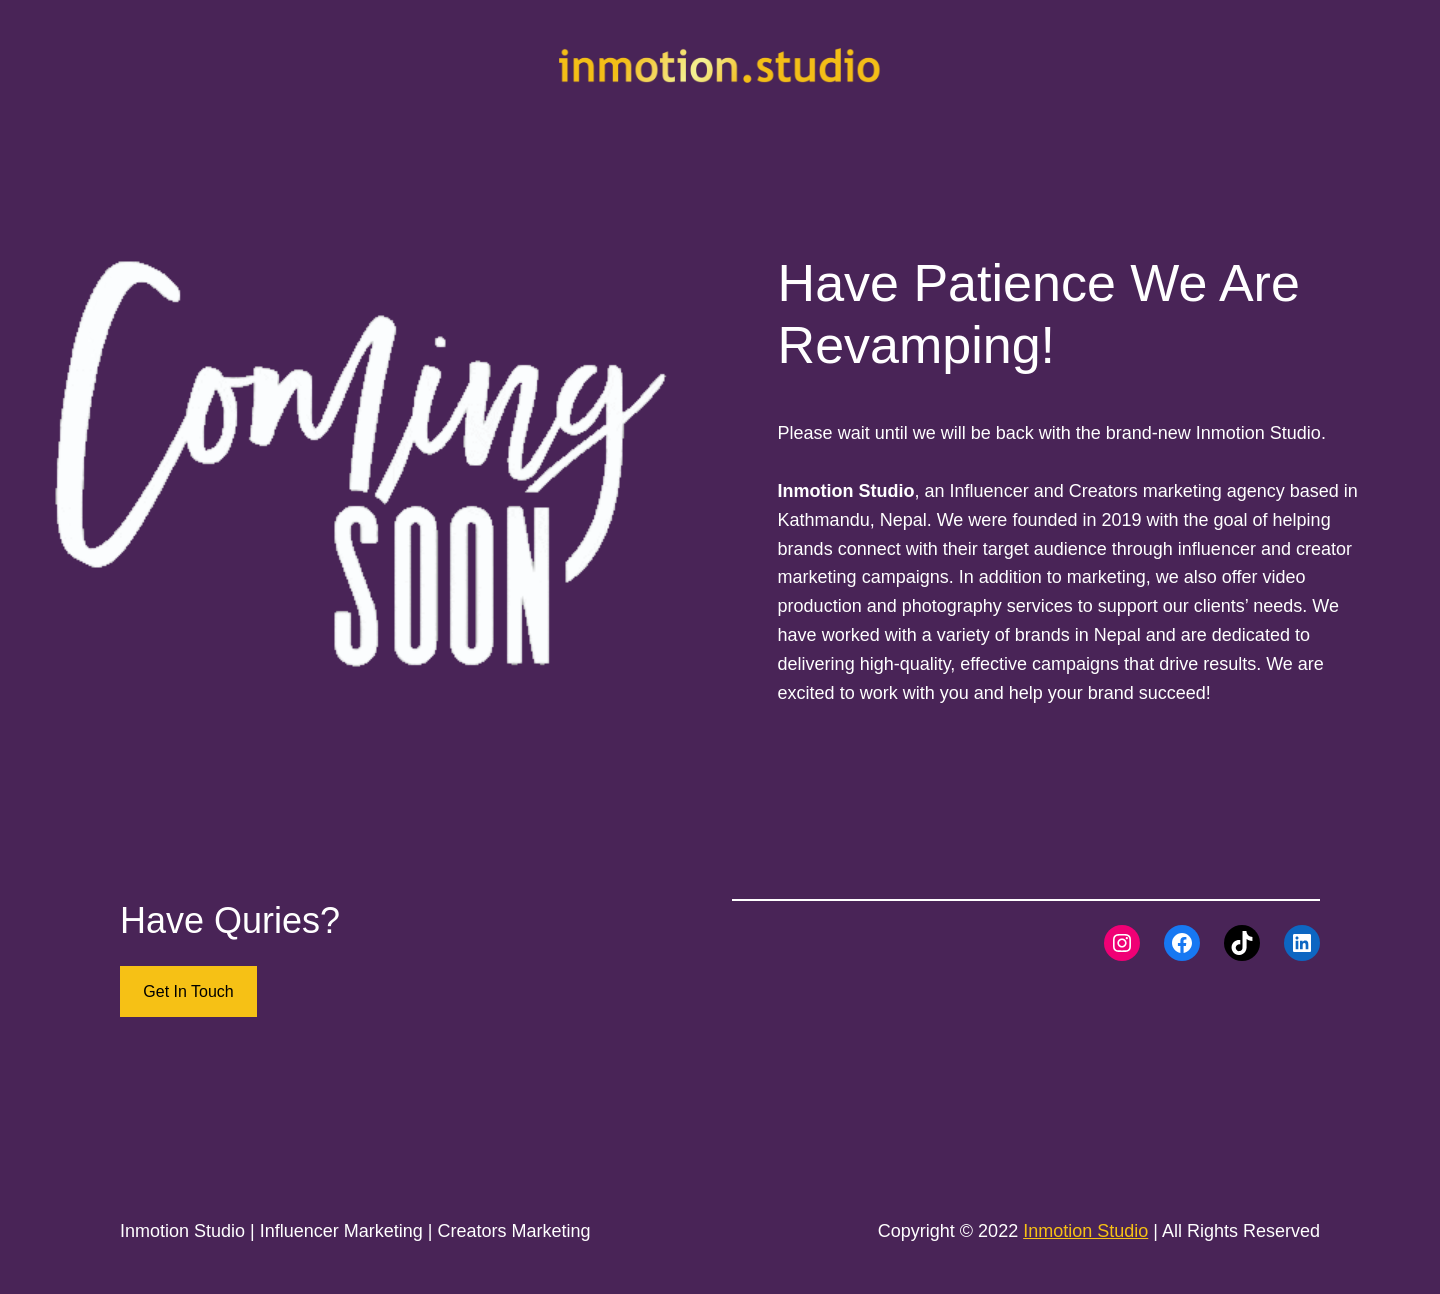 inmotion.studio
Coming
SOON
Have Patience We Are
Revamping!
Please wait until we will be back with the brand-new Inmotion Studio.
Inmotion Studio, an Influencer and Creators marketing agency based in
Kathmandu, Nepal. We were founded in 2019 with the goal of helping
brands connect with their target audience through influencer and creator
marketing campaigns. In addition to marketing, we also offer video
production and photography services to support our clients’ needs. We
have worked with a variety of brands in Nepal and are dedicated to
delivering high-quality, effective campaigns that drive results. We are
excited to work with you and help your brand succeed!
Have Quries?
Get In Touch
Inmotion Studio | Influencer Marketing | Creators Marketing
Copyright © 2022 Inmotion Studio | All Rights Reserved